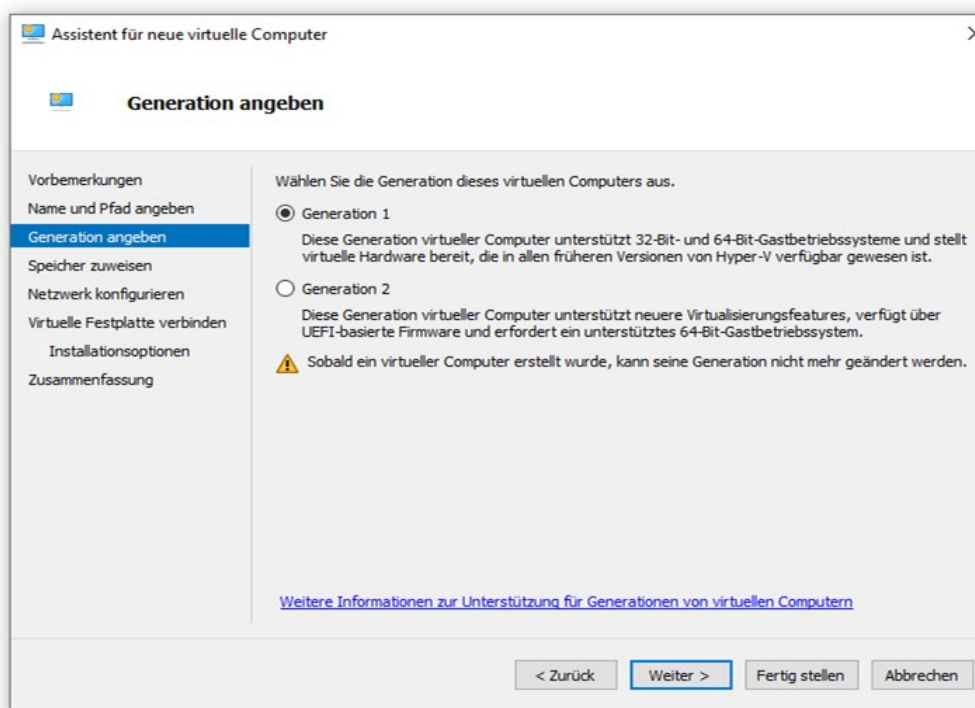 Assistent für neue virtuelle Computer
Generation angeben
Vorbemerkungen
Name und Pfad angeben
Generation angeben
Speicher zuweisen
Netzwerk konfigurieren
Virtuelle Festplatte verbinden
Installationsoptionen
Zusammenfassung
Wählen Sie die Generation dieses virtuellen Computers aus.
Generation 1
Diese Generation virtueller Computer unterstützt 32-Bit- und 64-Bit-Gastbetriebssysteme und stellt
virtuelle Hardware bereit, die in allen früheren Versionen von Hyper-V verfügbar gewesen ist.
Generation 2
Diese Generation virtueller Computer unterstützt neuere Virtualisierungsfeatures, verfügt über
UEFI-basierte Firmware und erfordert ein unterstütztes 64-Bit-Gastbetriebssystem.
Sobald ein virtueller Computer erstellt wurde, kann seine Generation nicht mehr geändert werden.
Weitere Informationen zur Unterstützung für Generationen von virtuellen Computern
< Zurück
Weiter >
Fertig stellen
Abbrechen